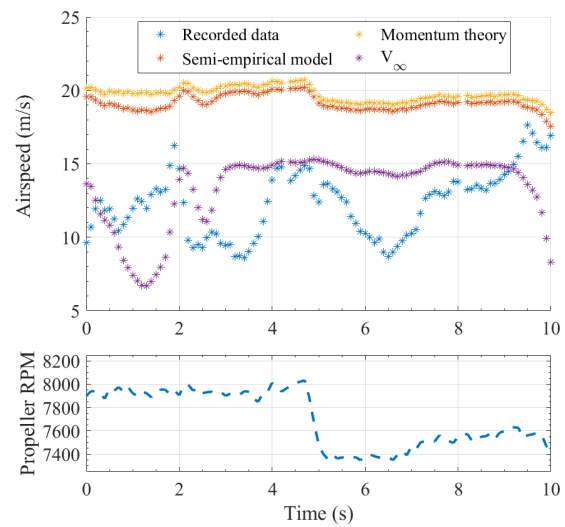 Recorded data
Momentum theory
Semi-empirical model
V∞
25
20
15
10
5
Airspeed (m/s)
0 2 4 6 8 10
8200
8000
7800
7600
7400
Propeller RPM
0 2 4 6 8 10
Time (s)